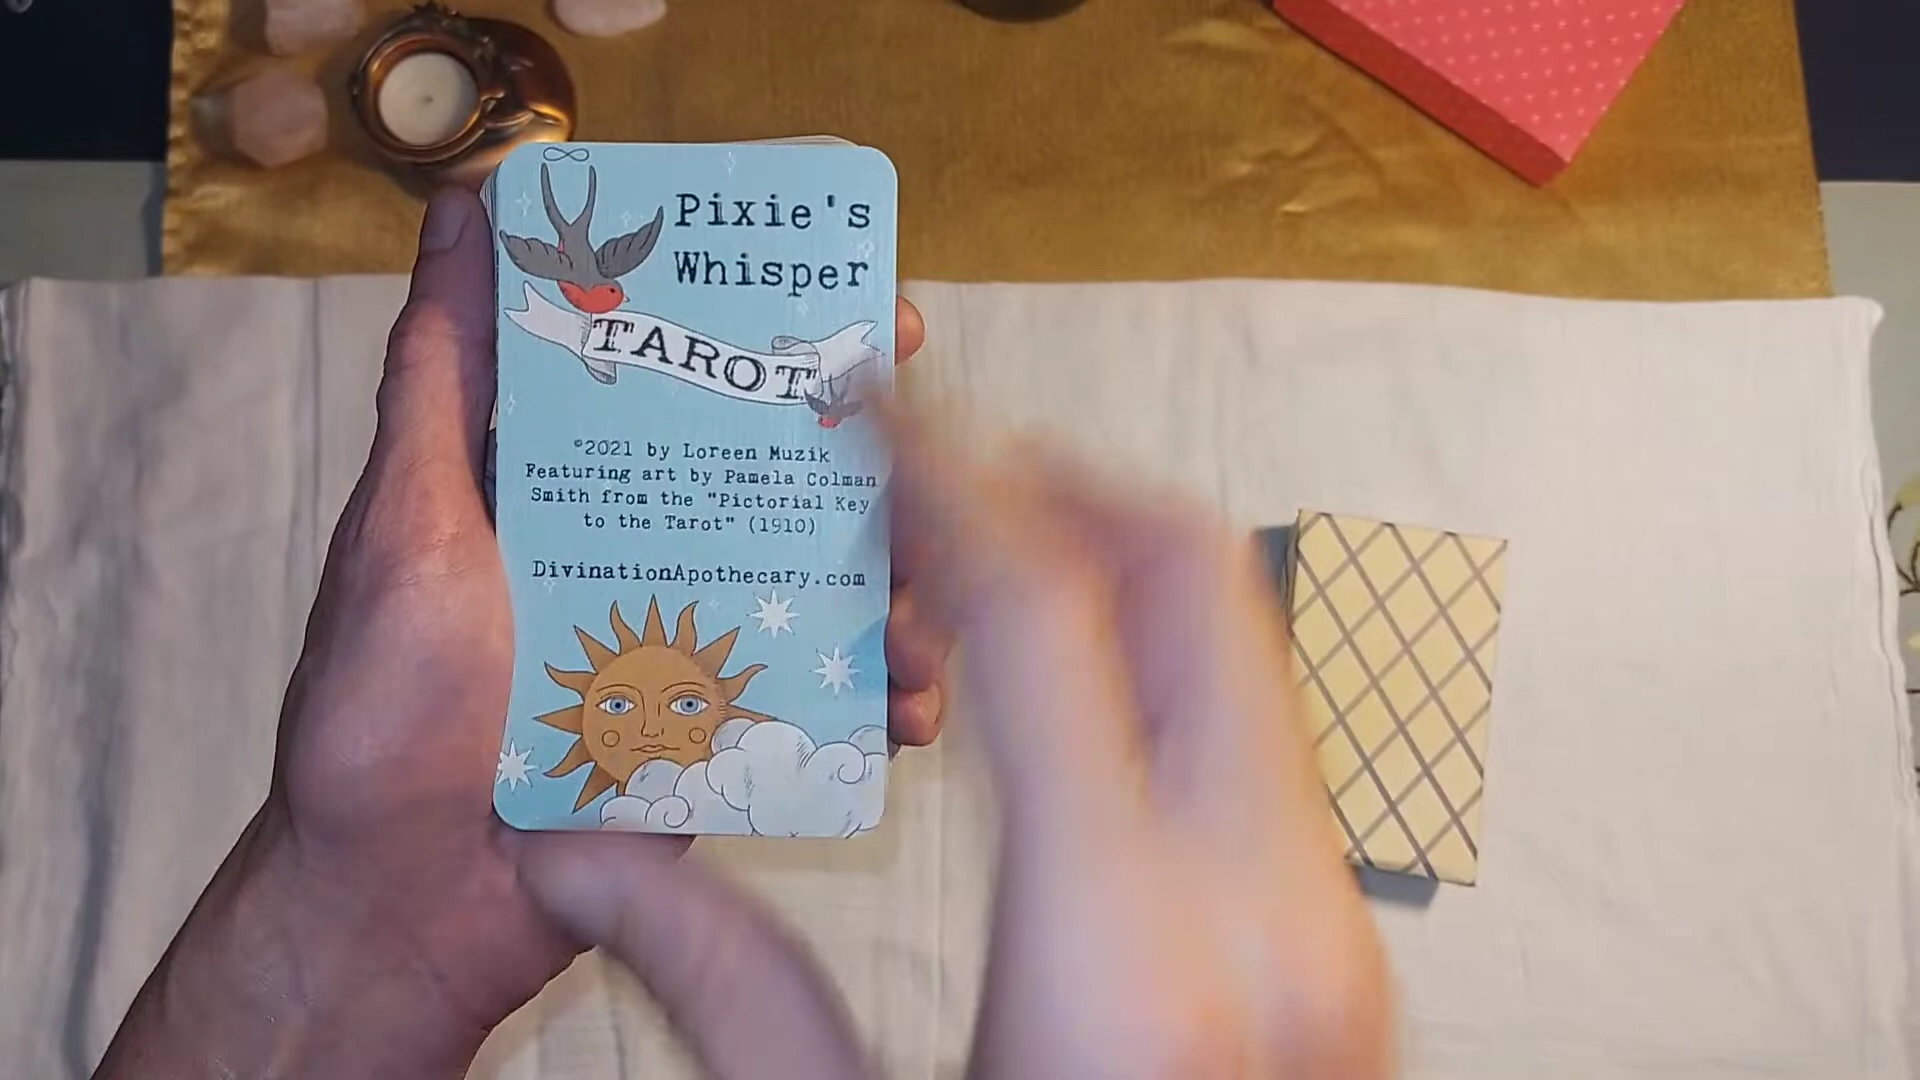 Pixie's
Whisper
TAROT
©2021 by Loreen Muzik
Featuring art by Pamela Colman
Smith from the "Pictorial Key
to the Tarot" (1910)
DivinationApothecary.com